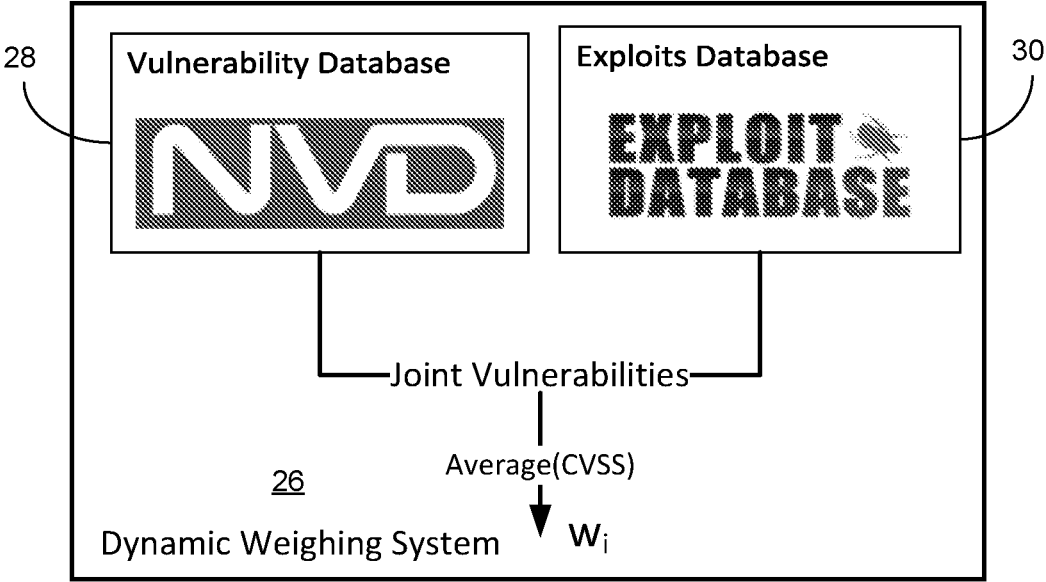 28
Vulnerability Database
NVD
Exploits Database
EXPLOIT
DATABASE
30
Joint Vulnerabilities
Average(CVSS)
26
Dynamic Weighing System
wᵢ